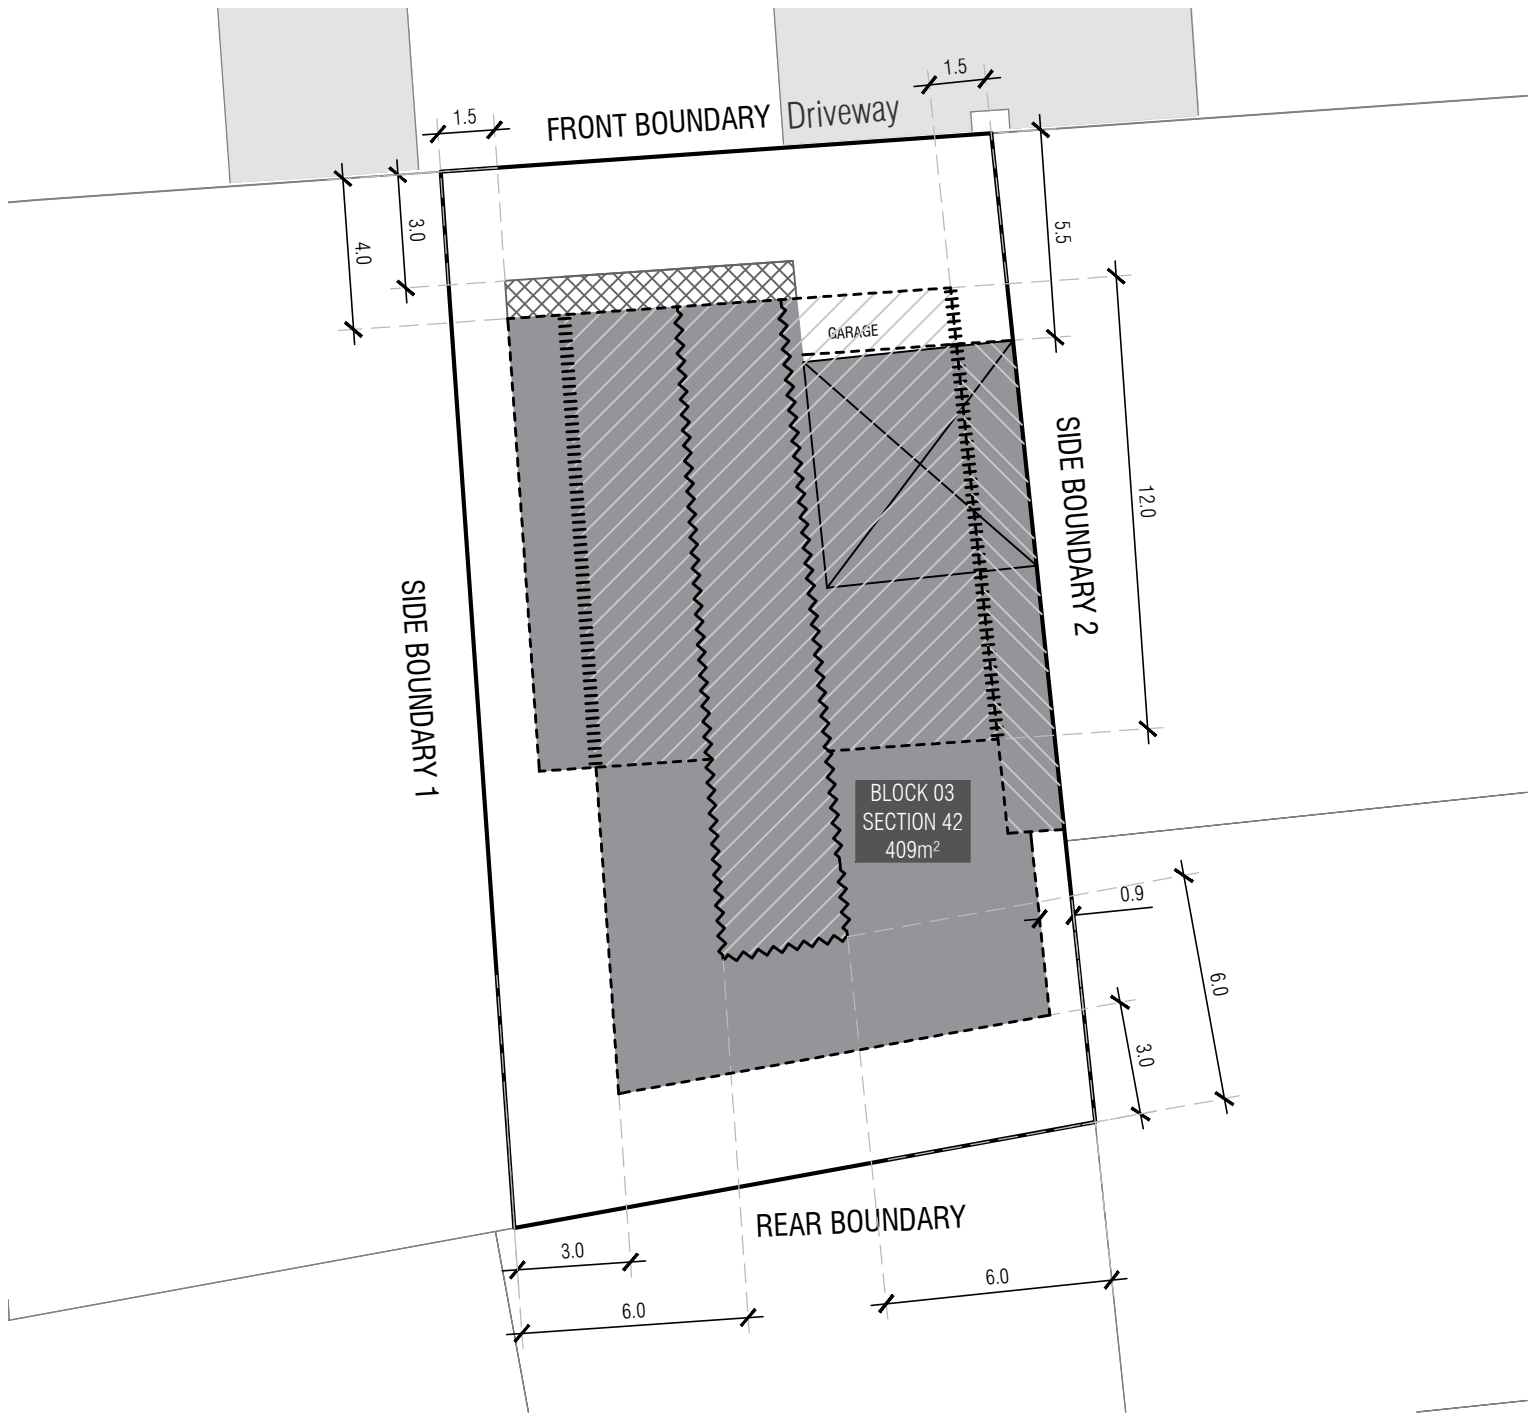 1.5
1.5
FRONT BOUNDARY
Driveway
3.0
4.0
5.5
GARAGE
12.0
SIDE BOUNDARY 1
SIDE BOUNDARY 2
BLOCK 03
SECTION 42
409m²
0.9
6.0
3.0
REAR BOUNDARY
3.0
6.0
6.0